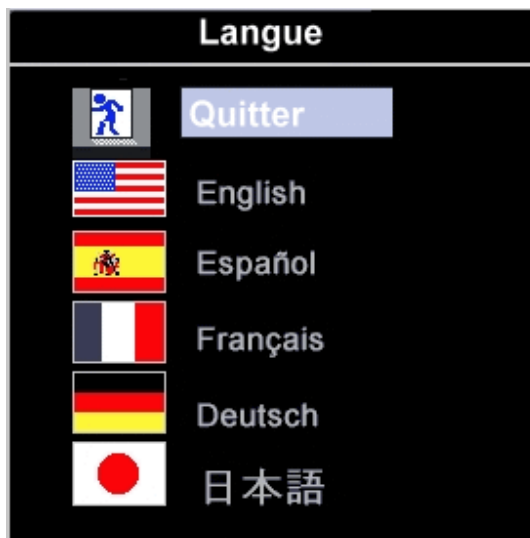 Langue
Quitter
English
Español
Français
Deutsch
日本語